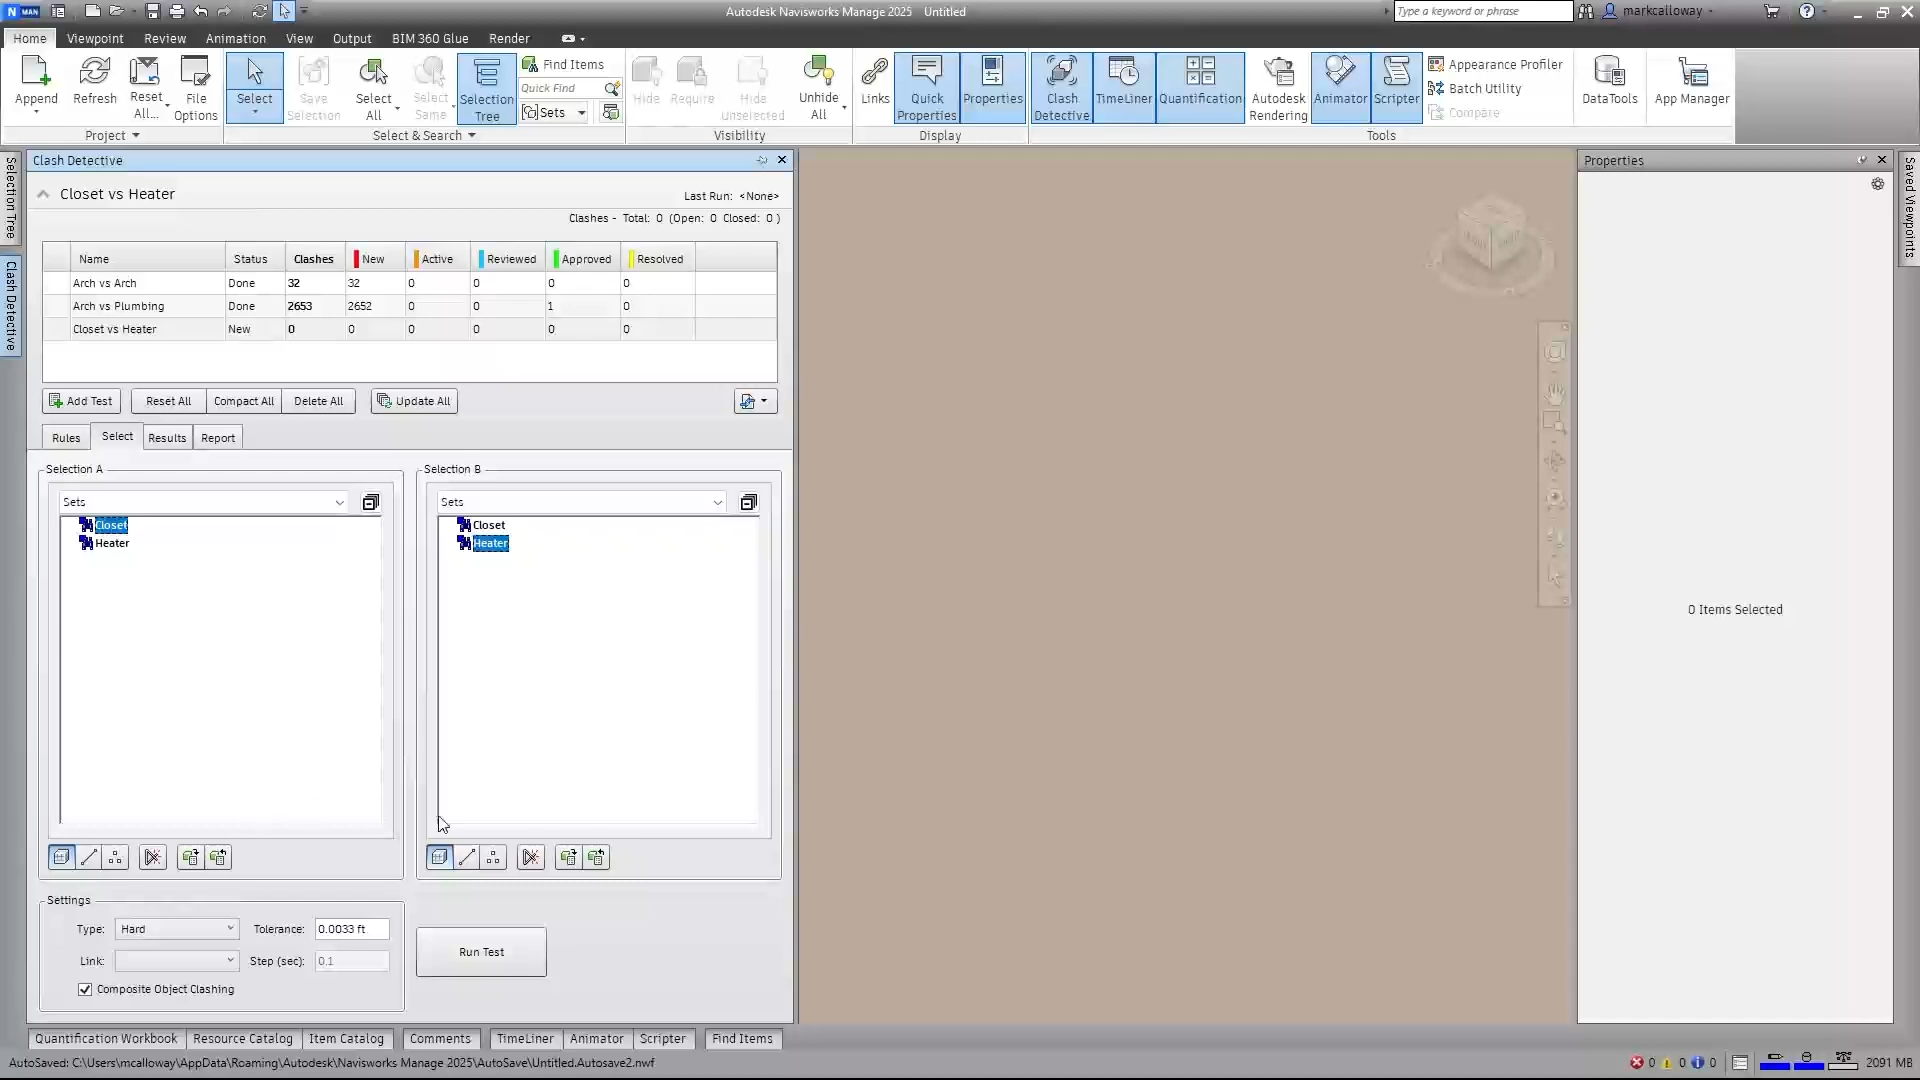 N MAN
Autodesk Navisworks Manage 2025 Untitled
Type a keyword or phrase
markcalloway
Home Viewpoint Review Animation View Output BIM 360 Glue Render
Append
Refresh
Reset
All...
File
Options
Project
Select
Save
Selection
Select
All
Select
Same
Selection
Tree
Find Items
Quick Find
Sets
Select & Search
Hide
Require
Hide
Unselected
Unhide
All
Visibility
Links
Quick
Properties
Properties
Display
Clash
Detective
TimeLiner
Quantification
Autodesk
Rendering
Animator
Scripter
Appearance Profiler
Batch Utility
Compare
Tools
DataTools
App Manager
Selection Tree
Clash Detective
Clash Detective
Closet vs Heater
Last Run: <None>
Clashes - Total: 0 (Open: 0 Closed: 0 )
Name Status Clashes New Active Reviewed Approved Resolved
Arch vs Arch Done 32 32 0 0 0 0
Arch vs Plumbing Done 2653 2652 0 0 1 0
Closet vs Heater New 0 0 0 0 0 0
Add Test Reset All Compact All Delete All Update All
Rules Select Results Report
Selection A
Sets
Closet
Heater
Selection B
Sets
Closet
Heater
Settings
Type: Hard Tolerance: 0.0033 ft
Link: Step (sec): 0.1
Composite Object Clashing
Run Test
Properties
0 Items Selected
Saved Viewpoints
Quantification Workbook Resource Catalog Item Catalog Comments TimeLiner Animator Scripter Find Items
AutoSaved: C:\Users\mcalloway\AppData\Roaming\Autodesk\Navisworks Manage 2025\AutoSave\Untitled.Autosave2.nwf
0 0 0 2091 MB